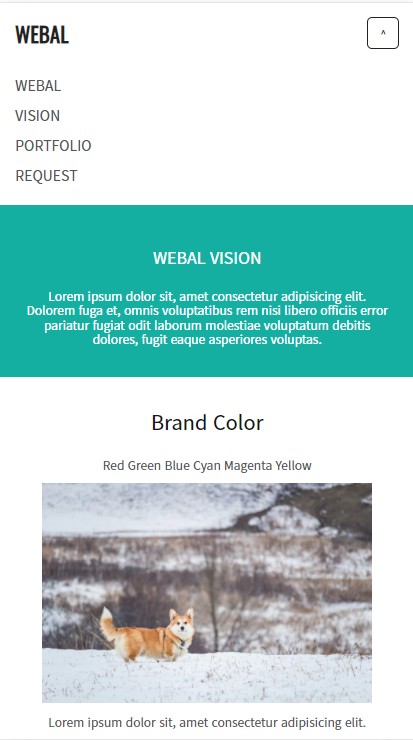 WEBAL
^
WEBAL
VISION
PORTFOLIO
REQUEST
WEBAL VISION
Lorem ipsum dolor sit, amet consectetur adipisicing elit.
Dolorem fuga et, omnis voluptatibus rem nisi libero officiis error
pariatur fugiat odit laborum molestiae voluptatum debitis
dolores, fugit eaque asperiores voluptas.
Brand Color
Red Green Blue Cyan Magenta Yellow
Lorem ipsum dolor sit, amet consectetur adipisicing elit.